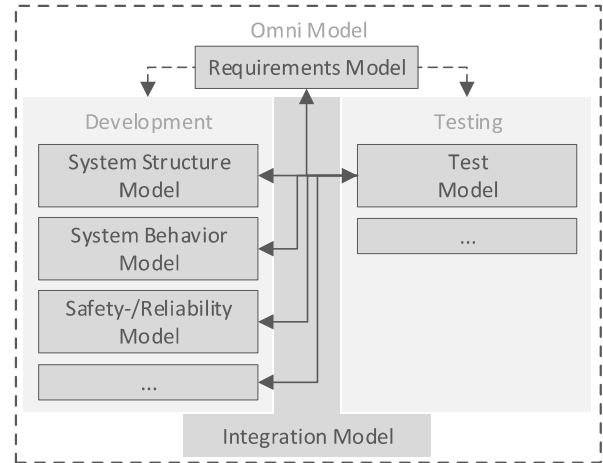 Omni Model
Requirements Model
Development
System Structure
Model
System Behavior
Model
Safety-/Reliability
Model
...
Testing
Test
Model
...
Integration Model